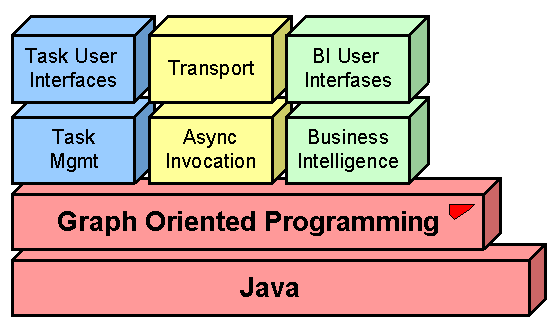 Task User
Interfaces
Transport
BI User
Interfases
Task
Mgmt
Async
Invocation
Business
Intelligence
Graph Oriented Programming
Java